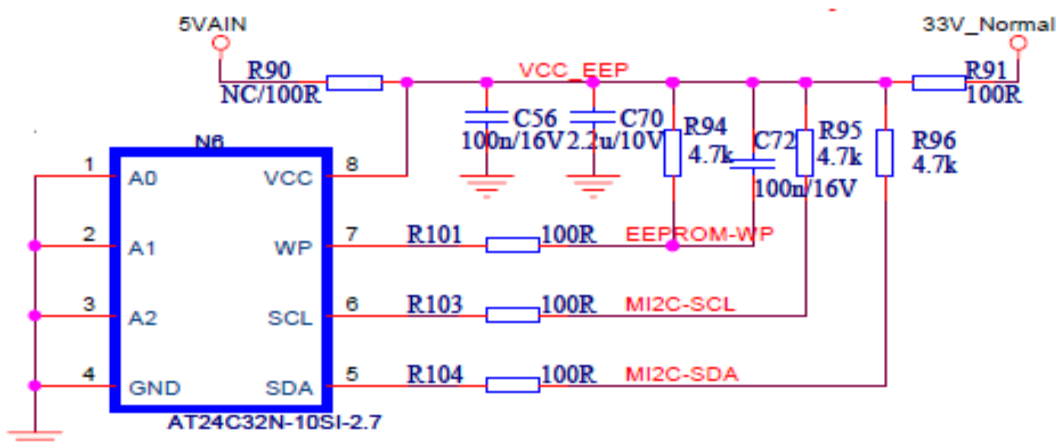 5VAIN
33V_Normal
R90
NC/100R
VCC_EEP
R91
100R
C56
100n/16V
C70
2.2u/10V
R94
4.7k
C72
100n/16V
R95
4.7k
R96
4.7k
N6
1 A0 VCC 8
2 A1 WP 7 R101 100R EEPROM-WP
3 A2 SCL 6 R103 100R MI2C-SCL
4 GND SDA 5 R104 100R MI2C-SDA
AT24C32N-10SI-2.7